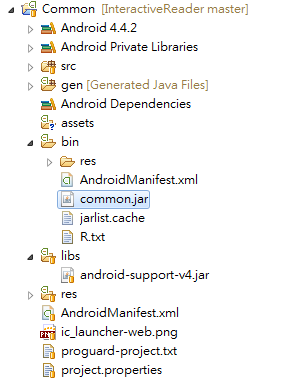 Common [InteractiveReader master]
Android 4.4.2
Android Private Libraries
src
gen [Generated Java Files]
Android Dependencies
assets
bin
res
AndroidManifest.xml
common.jar
jarlist.cache
R.txt
libs
android-support-v4.jar
res
AndroidManifest.xml
ic_launcher-web.png
proguard-project.txt
project.properties